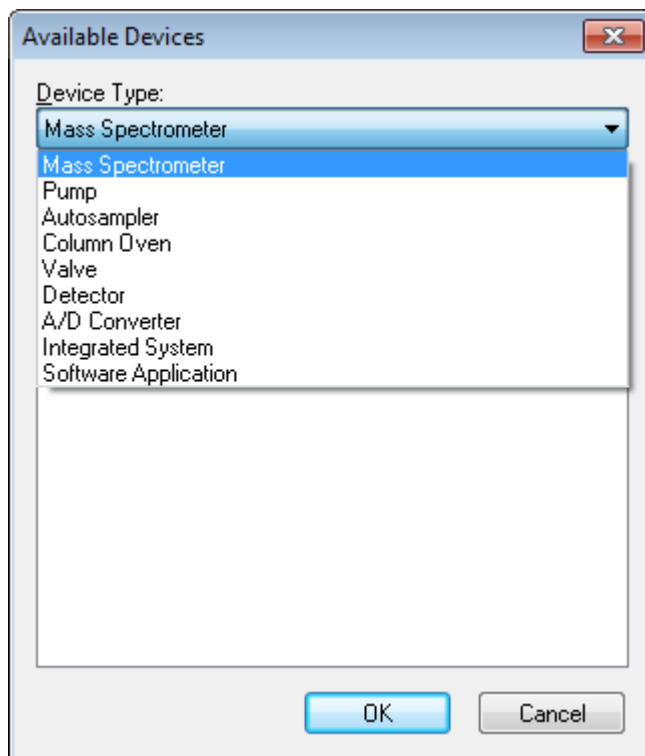 Available Devices
Device Type:
Mass Spectrometer
Mass Spectrometer
Pump
Autosampler
Column Oven
Valve
Detector
A/D Converter
Integrated System
Software Application
OK
Cancel